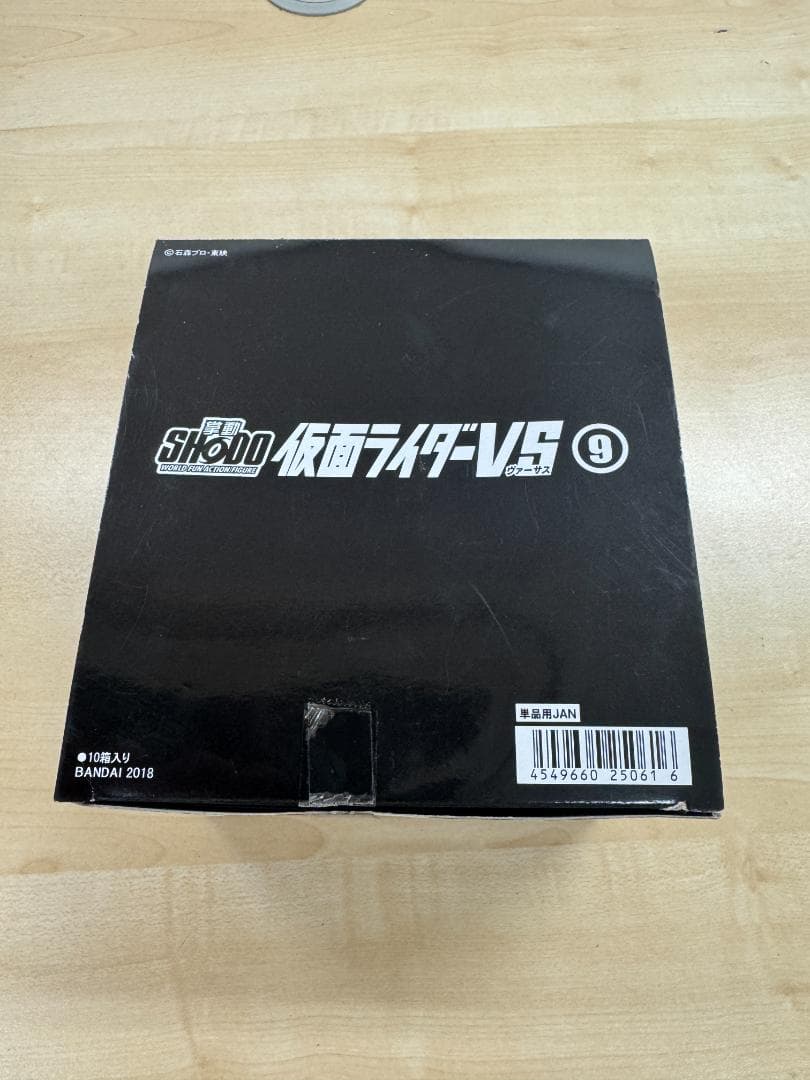 ©石森プロ・東映
掌動
SHODO
WORLD FUN ACTION FIGURE
仮面ライダーVS
ヴァーサス
9
単品用JAN
●10箱入り
BANDAI 2018
4549660 25061 6